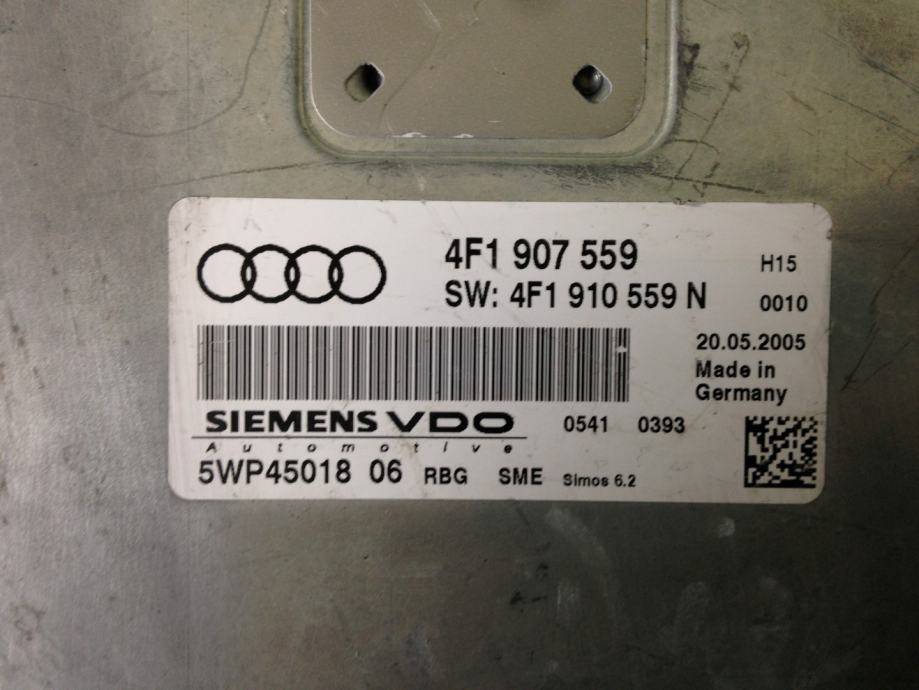 4F1 907 559
H15
SW: 4F1 910 559 N
0010
20.05.2005
Made in
Germany
SIEMENS VDO
0541 0393
Automotive
5WP45018 06 RBG SME Simos 6.2